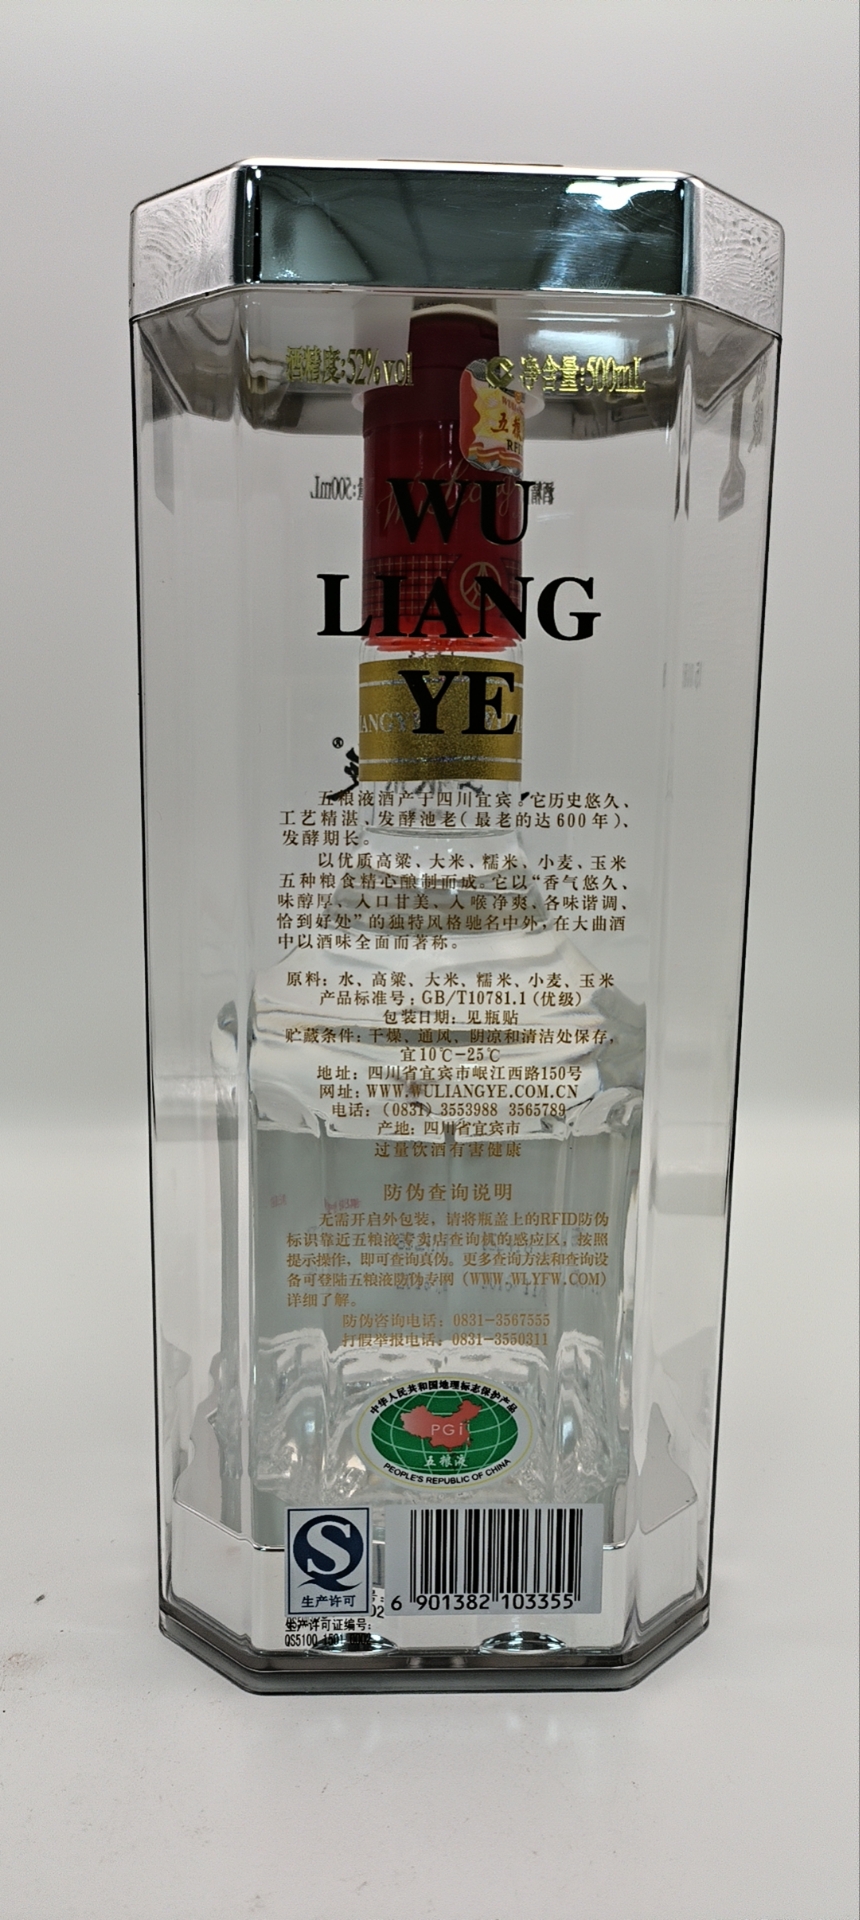 酒精度:52%vol 净含量:500mL
WU
LIANG
YE
五粮液酒产于四川宜宾。它历史悠久、
工艺精湛、发酵池老(最老的达600年)、
发酵期长。
以优质高粱、大米、糯米、小麦、玉米
五种粮食精心酿制而成。它以“香气悠久、
味醇厚、入口甘美、入喉净爽、各味谐调、
恰到好处”的独特风格驰名中外,在大曲酒
中以酒味全面而著称。
原料:水、高粱、大米、糯米、小麦、玉米
产品标准号:GB/T10781.1(优级)
包装日期:见瓶贴
贮藏条件:干燥、通风、阴凉和清洁处保存,
宜10℃-25℃
地址:四川省宜宾市岷江西路150号
网址:WWW.WULIANGYE.COM.CN
电话:(0831)3553988 3565789
产地:四川省宜宾市
过量饮酒有害健康
防伪查询说明
无需开启外包装,请将瓶盖上的RFID防伪
标识靠近五粮液专卖店查询机的感应区,按照
提示操作,即可查询真伪。更多查询方法和查询设
备可登陆五粮液防伪专网(WWW.WLYFW.COM)
详细了解。
防伪咨询电话:0831-3567555
打假举报电话:0831-3550311
中华人民共和国地理标志保护产品
PGI
五粮液
PEOPLE'S REPUBLIC OF CHINA
S
生产许可
6 901382 103355
生产许可证编号:
QS5100 1501